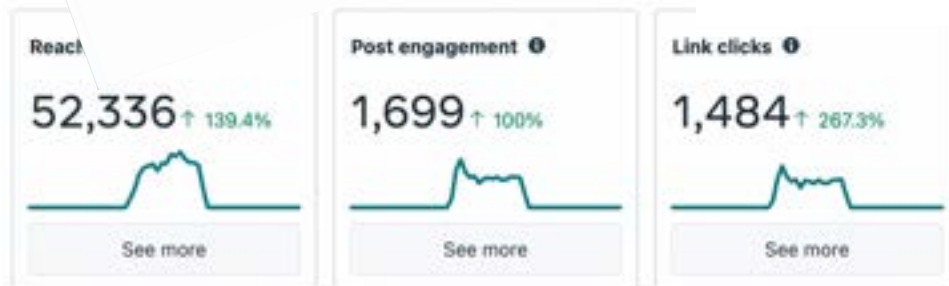 Reach
52,336 ↑ 139.4%
See more
Post engagement
1,699 ↑ 100%
See more
Link clicks
1,484 ↑ 267.3%
See more